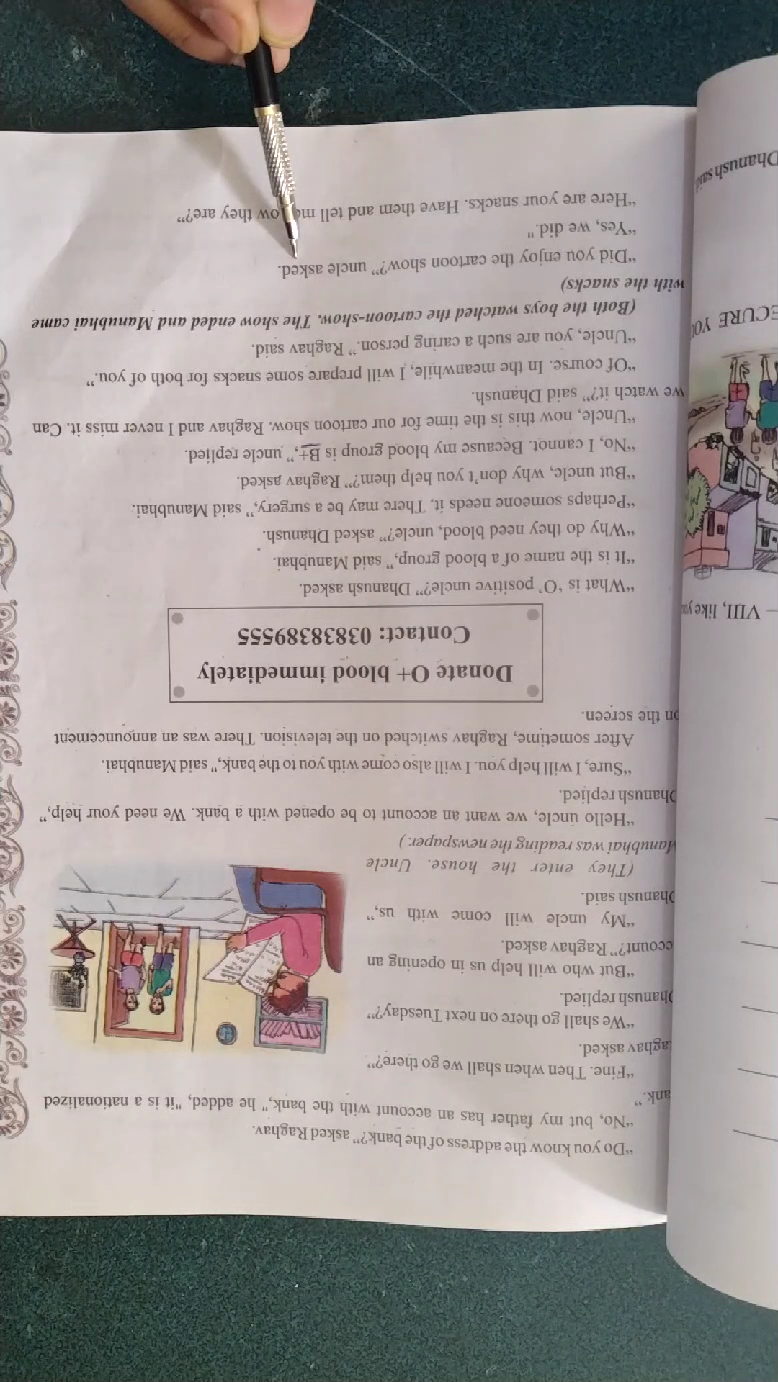 "Do you know the address of the bank?" asked Raghav.
"No, but my father has an account with the bank," he added, "it is a nationalized
ank."
"Fine. Then when shall we go there?"
aghav asked.
"We shall go there on next Tuesday?"
Dhanush replied.
"But who will help us in opening an
ccount?" Raghav asked.
"My uncle will come with us,"
Dhanush said.
(They enter the house. Uncle
Manubhai was reading the newspaper.)
"Hello uncle, we want an account to be opened with a bank. We need your help,"
Dhanush replied.
"Sure, I will help you. I will also come with you to the bank," said Manubhai.
After sometime, Raghav switched on the television. There was an announcement
on the screen.
Donate O+ blood immediately
Contact: 03838389555
"What is 'O' positive uncle?" Dhanush asked.
"It is the name of a blood group," said Manubhai.
"Why do they need blood, uncle?" asked Dhanush.
"Perhaps someone needs it. There may be a surgery," said Manubhai.
"But uncle, why don't you help them?" Raghav asked.
"No, I cannot. Because my blood group is B+," uncle replied.
"Uncle, now this is the time for our cartoon show. Raghav and I never miss it. Can
we watch it?" said Dhanush.
"Of course. In the meanwhile, I will prepare some snacks for both of you."
"Uncle, you are such a caring person." Raghav said.
(Both the boys watched the cartoon-show. The show ended and Manubhai came
with the snacks)
"Did you enjoy the cartoon show?" uncle asked.
"Yes, we did."
"Here are your snacks. Have them and tell me how they are?"
– VIII, like you
ECURE YOU
Dhanush said